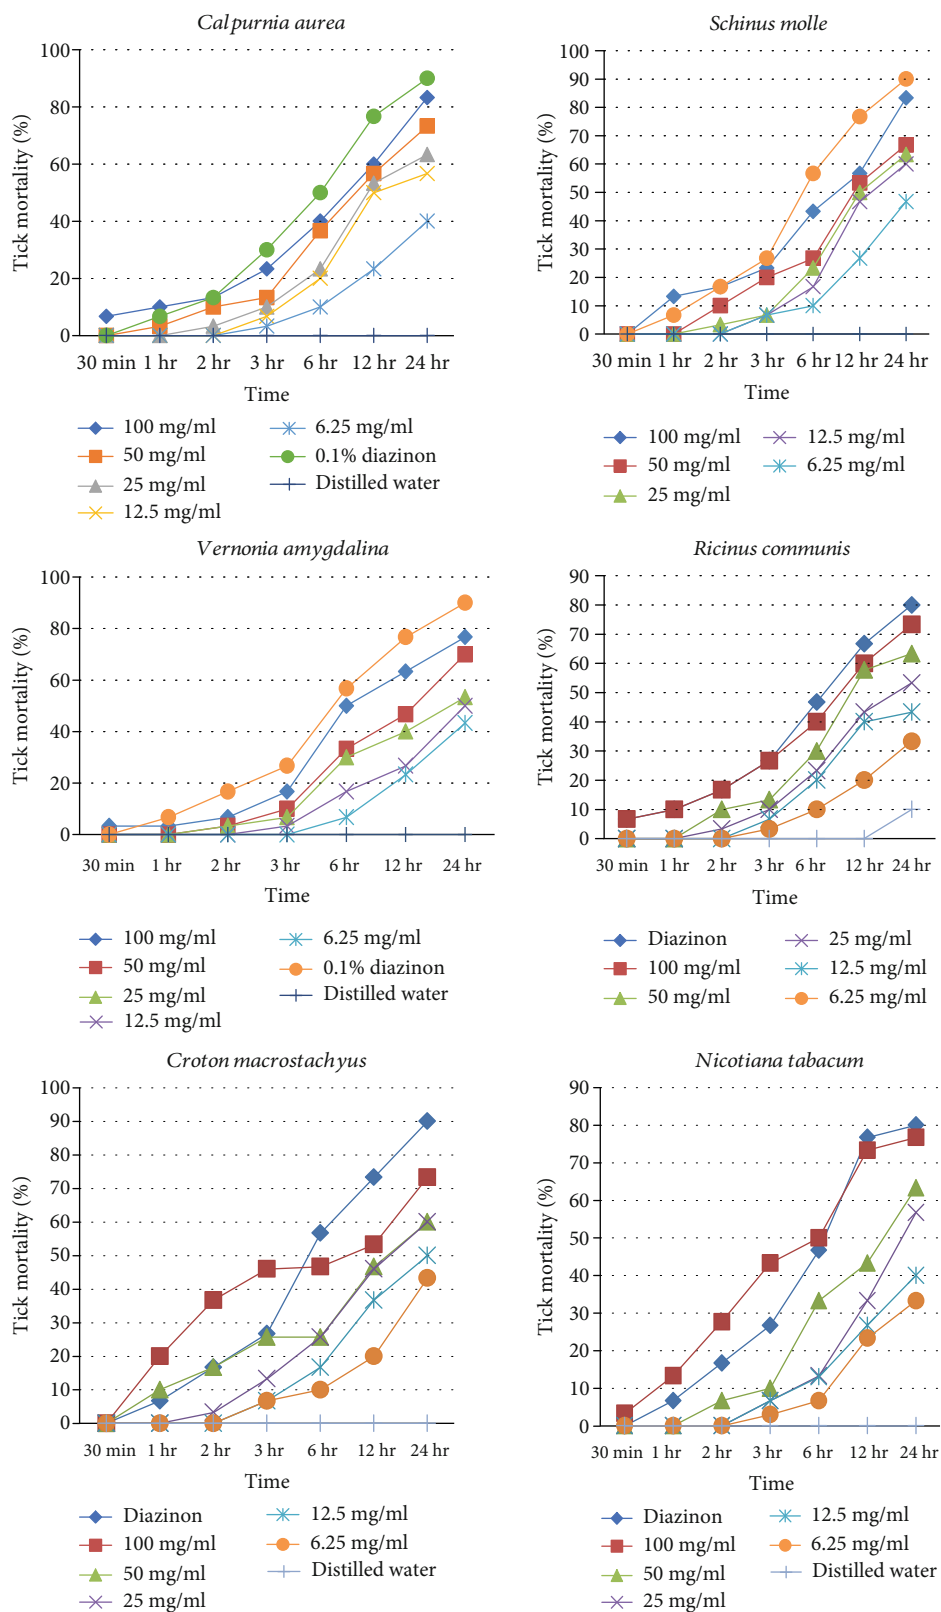 Calpurnia aurea
Tick mortality (%)
100
80
60
40
20
0
30 min 1 hr 2 hr 3 hr 6 hr 12 hr 24 hr
Time
100 mg/ml
50 mg/ml
25 mg/ml
12.5 mg/ml
6.25 mg/ml
0.1% diazinon
Distilled water
Schinus molle
Tick mortality (%)
100
90
80
70
60
50
40
30
20
10
0
30 min 1 hr 2 hr 3 hr 6 hr 12 hr 24 hr
Time
100 mg/ml
50 mg/ml
25 mg/ml
12.5 mg/ml
6.25 mg/ml
Vernonia amygdalina
Tick mortality (%)
100
80
60
40
20
0
30 min 1 hr 2 hr 3 hr 6 hr 12 hr 24 hr
Time
100 mg/ml
50 mg/ml
25 mg/ml
12.5 mg/ml
6.25 mg/ml
0.1% diazinon
Distilled water
Ricinus communis
Tick mortality (%)
90
80
70
60
50
40
30
20
10
0
30 min 1 hr 2 hr 3 hr 6 hr 12 hr 24 hr
Time
Diazinon
100 mg/ml
50 mg/ml
25 mg/ml
12.5 mg/ml
6.25 mg/ml
Croton macrostachyus
Tick mortality (%)
100
90
80
70
60
50
40
30
20
10
0
30 min 1 hr 2 hr 3 hr 6 hr 12 hr 24 hr
Time
Diazinon
100 mg/ml
50 mg/ml
25 mg/ml
12.5 mg/ml
6.25 mg/ml
Distilled water
Nicotiana tabacum
Tick mortality (%)
90
80
70
60
50
40
30
20
10
0
30 min 1 hr 2 hr 3 hr 6 hr 12 hr 24 hr
Time
Diazinon
100 mg/ml
50 mg/ml
25 mg/ml
12.5 mg/ml
6.25 mg/ml
Distilled water